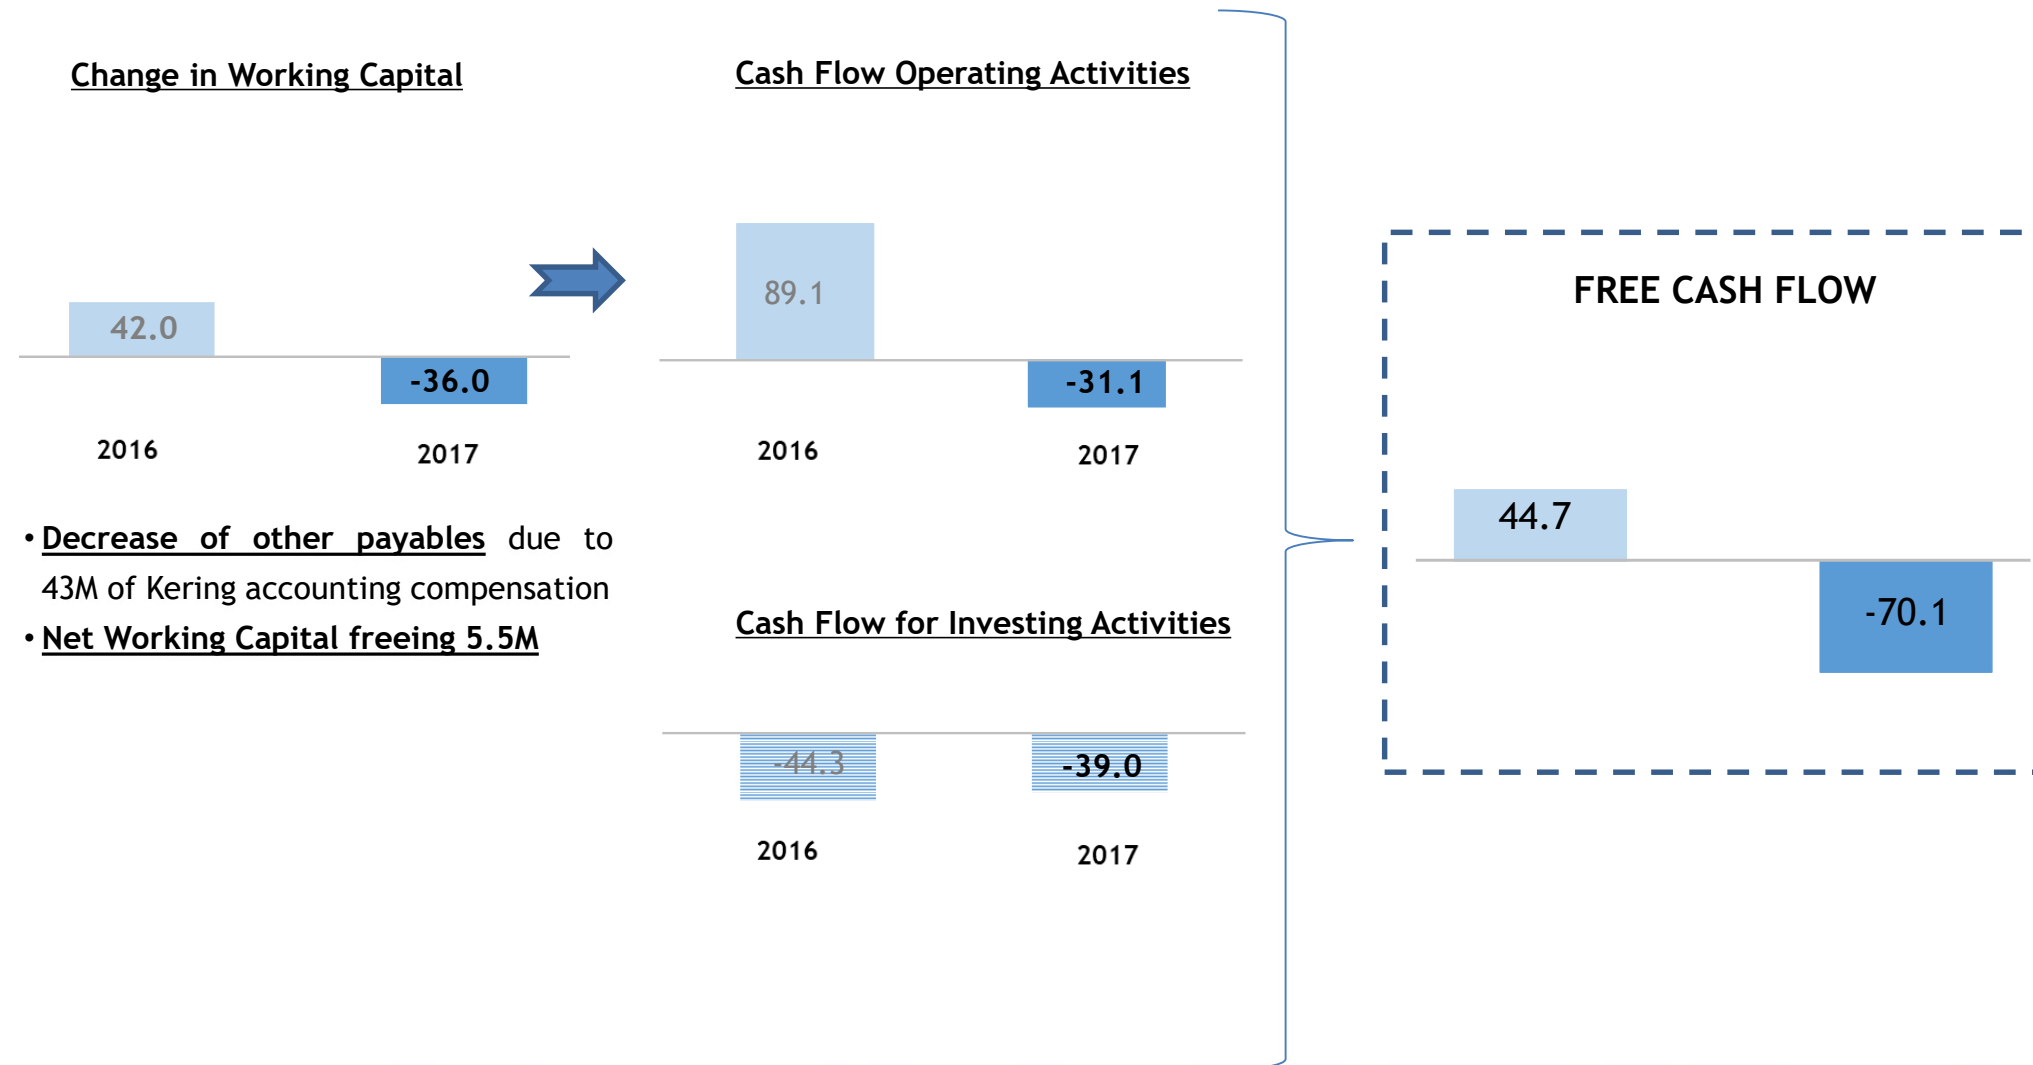 Change in Working Capital
42.0
-36.0
2016
2017
• Decrease of other payables due to
43M of Kering accounting compensation
• Net Working Capital freeing 5.5M
Cash Flow Operating Activities
89.1
-31.1
2016
2017
Cash Flow for Investing Activities
-44.3
-39.0
2016
2017
FREE CASH FLOW
44.7
-70.1